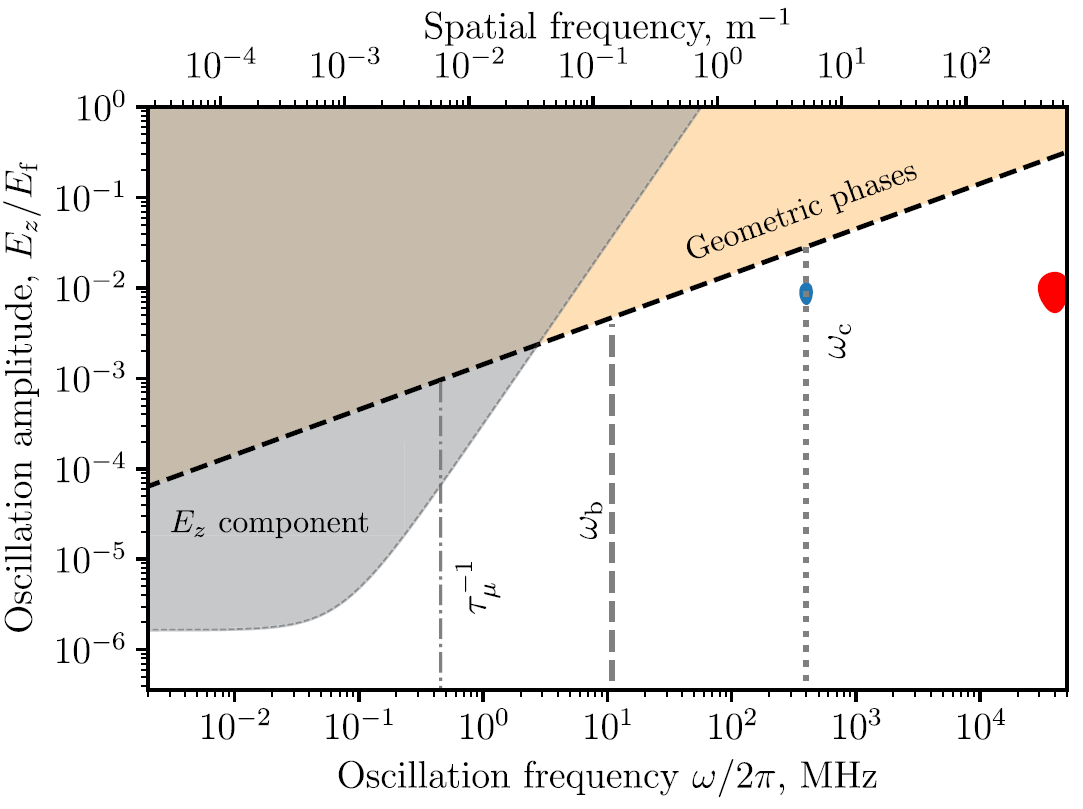 Spatial frequency, m⁻¹
10⁻⁴ 10⁻³ 10⁻² 10⁻¹ 10⁰ 10¹ 10²
Oscillation amplitude, E_z/E_f
10⁰
10⁻¹
10⁻²
10⁻³
10⁻⁴
10⁻⁵
10⁻⁶
Geometric phases
E_z component
τ_μ⁻¹
ω_b
ω_c
10⁻² 10⁻¹ 10⁰ 10¹ 10² 10³ 10⁴
Oscillation frequency ω/2π, MHz